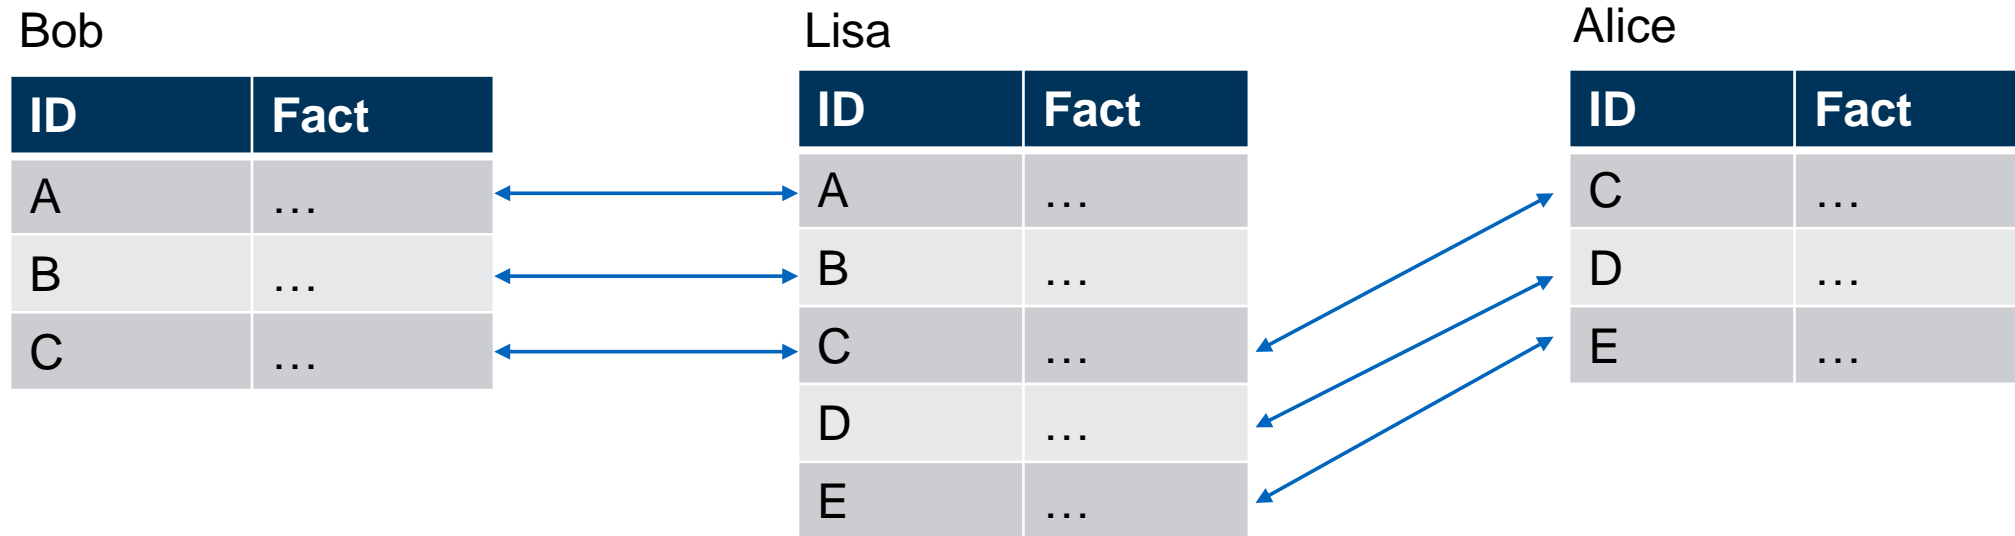 Bob
ID Fact
A …
B …
C …
Lisa
ID Fact
A …
B …
C …
D …
E …
Alice
ID Fact
C …
D …
E …